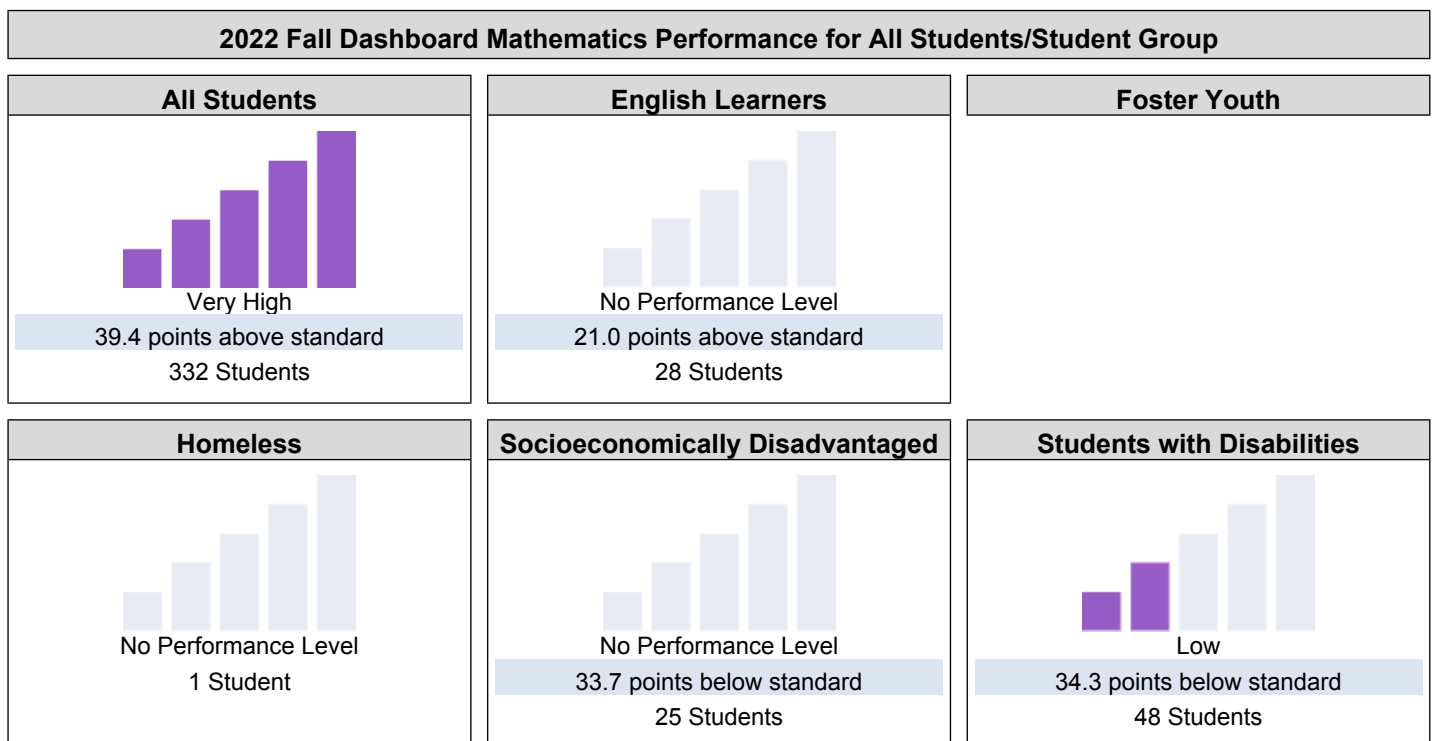 2022 Fall Dashboard Mathematics Performance for All Students/Student Group
All Students
Very High
39.4 points above standard
332 Students
English Learners
No Performance Level
21.0 points above standard
28 Students
Foster Youth
Homeless
No Performance Level
1 Student
Socioeconomically Disadvantaged
No Performance Level
33.7 points below standard
25 Students
Students with Disabilities
Low
34.3 points below standard
48 Students